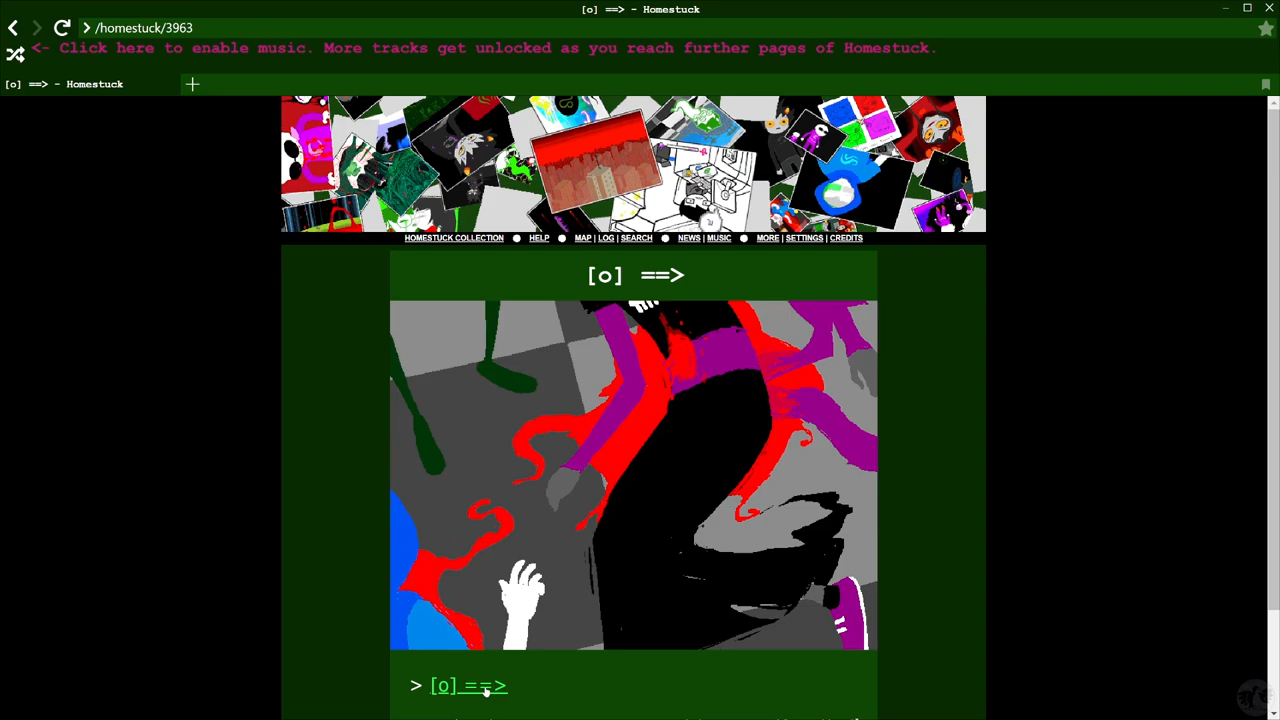 [o] ==> - Homestuck
/homestuck/3963
<- Click here to enable music. More tracks get unlocked as you reach further pages of Homestuck.
[o] ==> - Homestuck
HOMESTUCK COLLECTION HELP MAP | LOG | SEARCH NEWS | MUSIC MORE | SETTINGS | CREDITS
[o] ==>
> [o] ==>